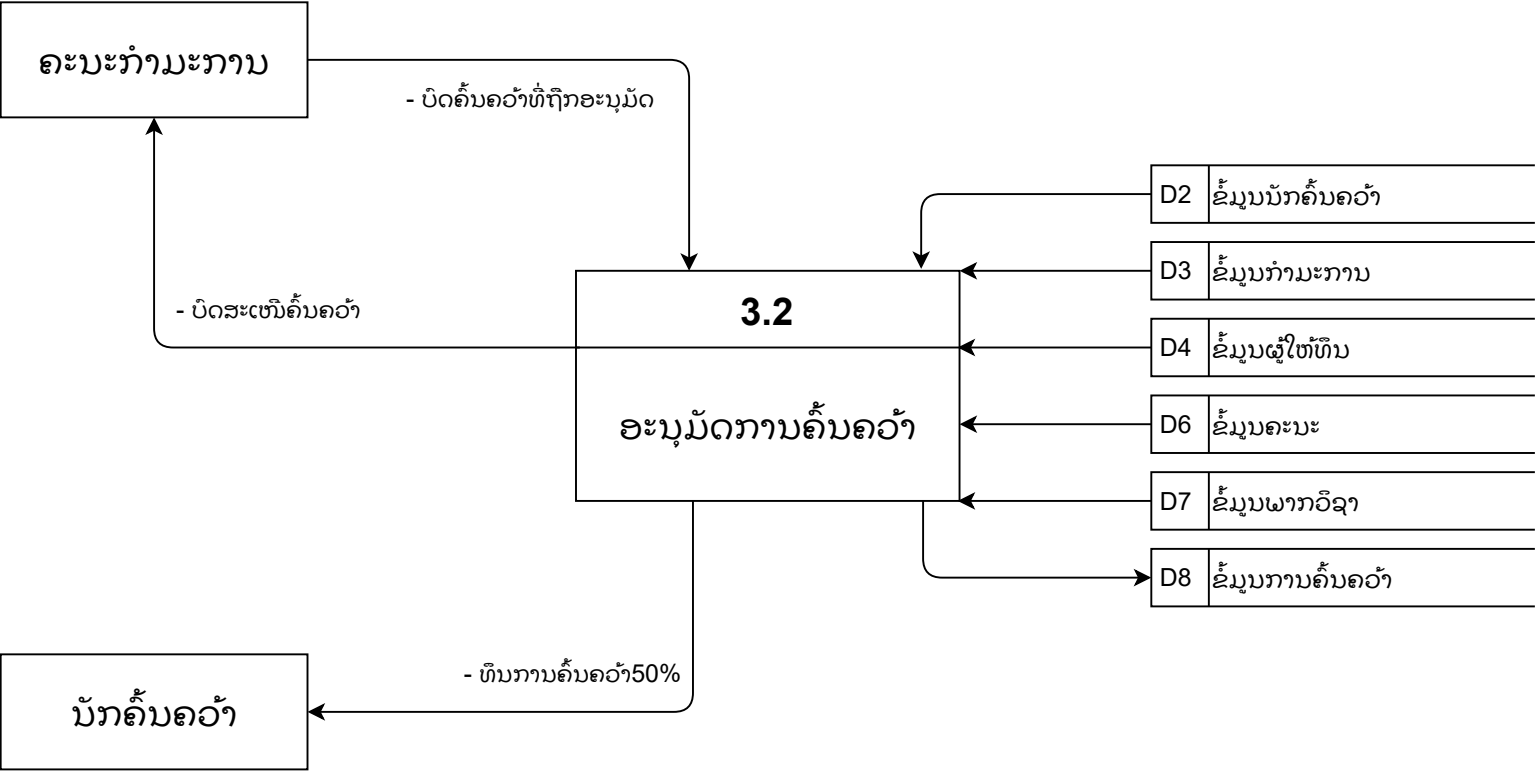 ຄະນະກຳມະການ
- ບົດຄົ້ນຄວ້າທີ່ຖືກອະນຸມັດ
D2 ຂໍ້ມູນນັກຄົ້ນຄວ້າ
D3 ຂໍ້ມູນກຳມະການ
- ບົດສະເໜີຄົ້ນຄວ້າ
3.2
D4 ຂໍ້ມູນຜູ້ໃຫ້ທຶນ
ອະນຸມັດການຄົ້ນຄວ້າ
D6 ຂໍ້ມູນຄະນະ
D7 ຂໍ້ມູນພາກວິຊາ
D8 ຂໍ້ມູນການຄົ້ນຄວ້າ
- ທຶນການຄົ້ນຄວ້າ50%
ນັກຄົ້ນຄວ້າ